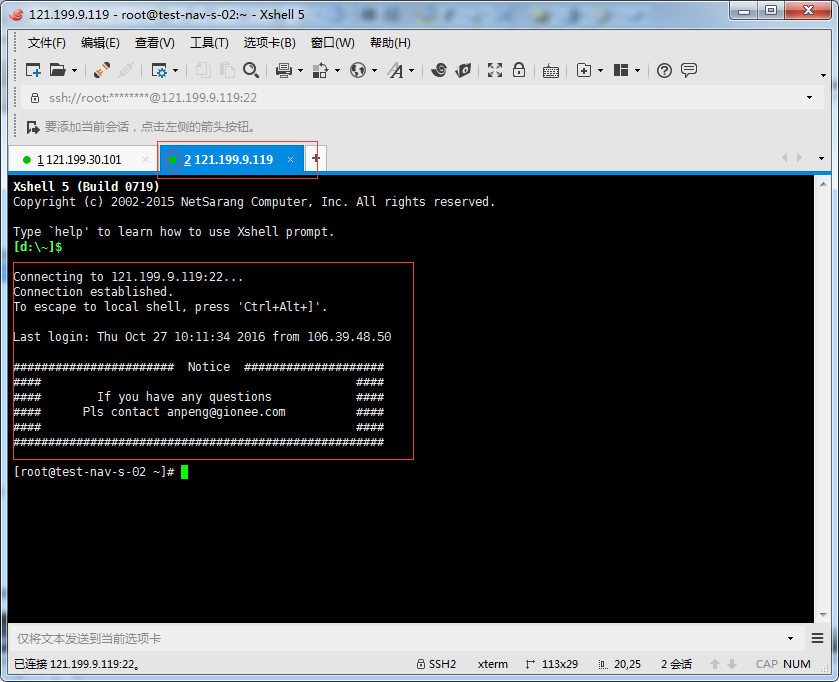 121.199.9.119 - root@test-nav-s-02:~ - Xshell 5
文件(F) 编辑(E) 查看(V) 工具(T) 选项卡(B) 窗口(W) 帮助(H)
ssh://root:********@121.199.9.119:22
要添加当前会话，点击左侧的箭头按钮。
1 121.199.30.101 × 2 121.199.9.119 × +
Xshell 5 (Build 0719)
Copyright (c) 2002-2015 NetSarang Computer, Inc. All rights reserved.
Type `help' to learn how to use Xshell prompt.
[d:\~]$
Connecting to 121.199.9.119:22...
Connection established.
To escape to local shell, press 'Ctrl+Alt+]'.
Last login: Thu Oct 27 10:11:34 2016 from 106.39.48.50
####################### Notice ####################
#### ####
#### If you have any questions ####
#### Pls contact anpeng@gionee.com ####
#### ####
#####################################################
[root@test-nav-s-02 ~]#
仅将文本发送到当前选项卡
已连接 121.199.9.119:22。 SSH2 xterm 113x29 20,25 2 会话 CAP NUM